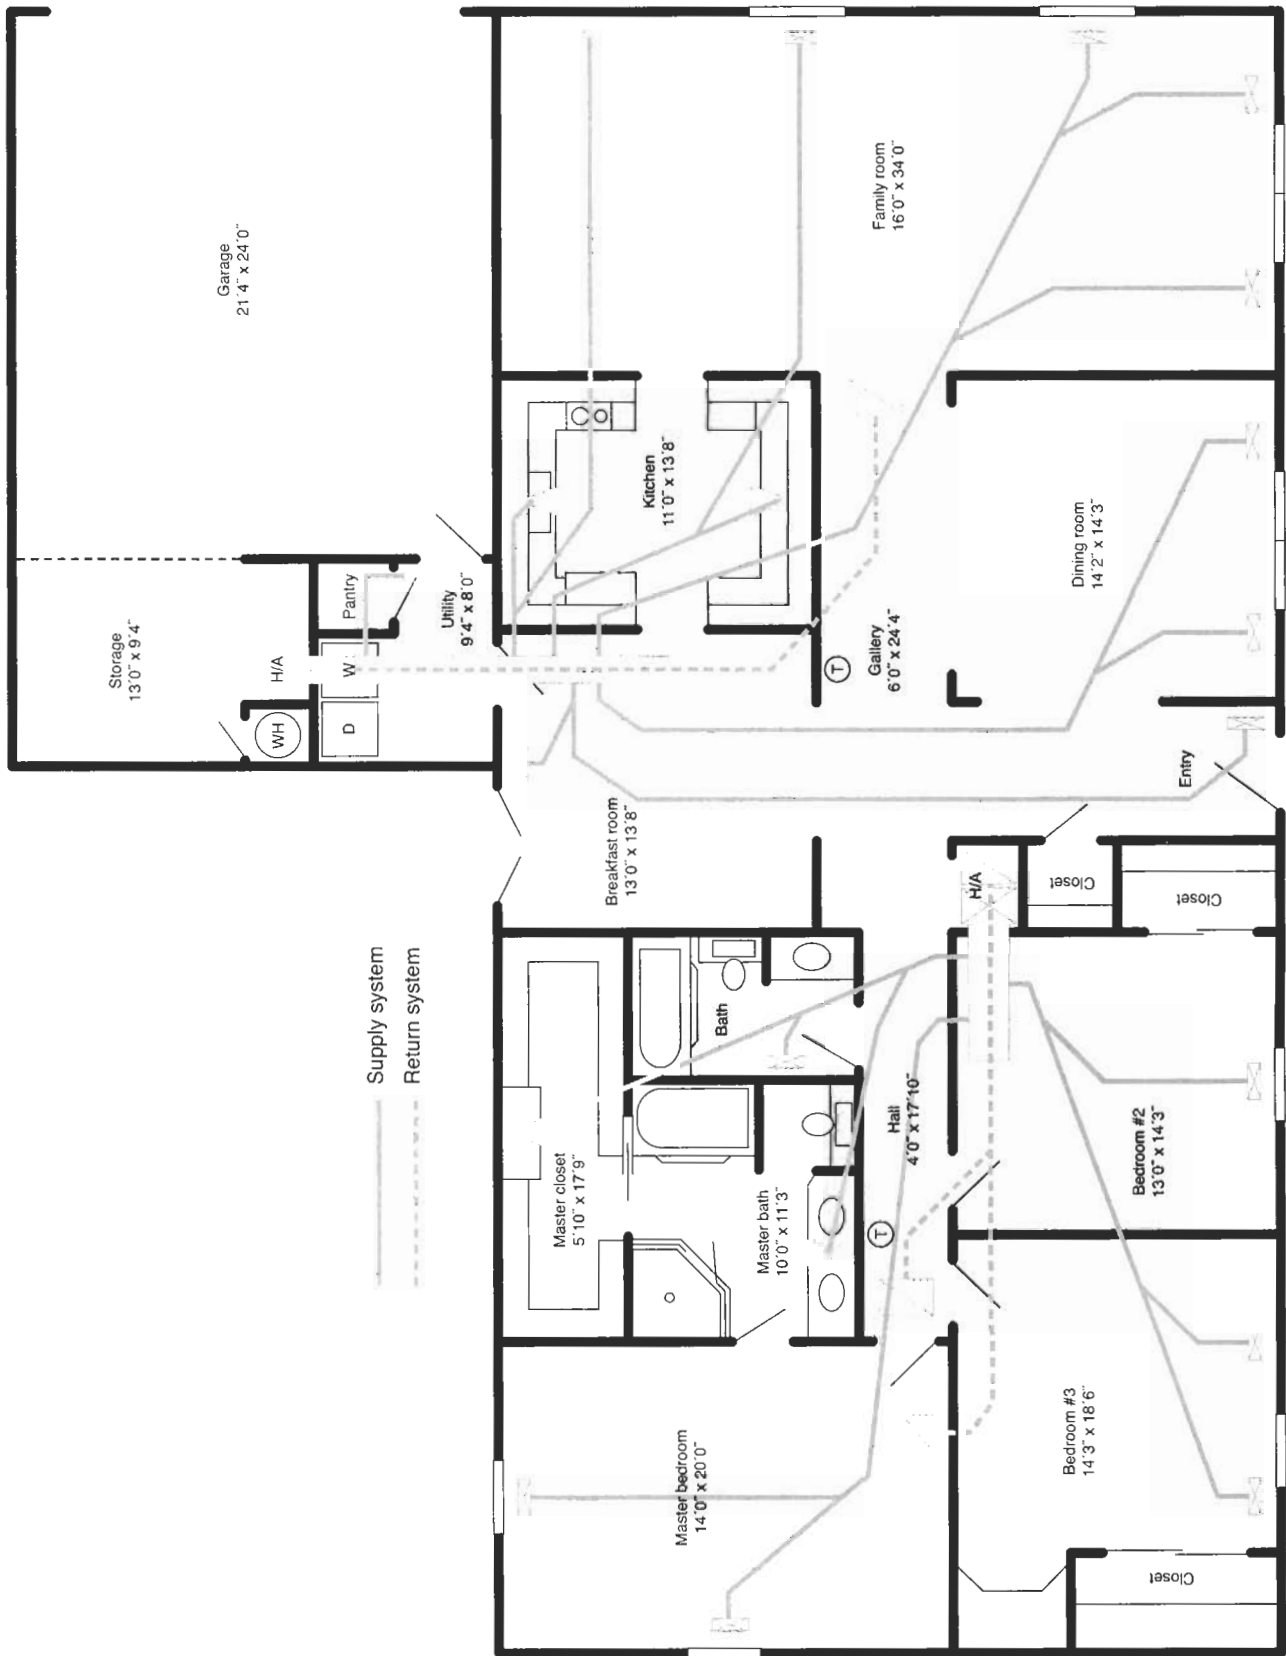 Garage
21'4" x 24'0"
Storage
13'0" x 9'4"
H/A
WH
Pantry
W
D
Utility
9'4" x 8'0"
Kitchen
11'0" x 13'8"
Family room
16'0" x 34'0"
Dining room
14'2" x 14'3"
Gallery
6'0" x 24'4"
T
Breakfast room
13'0" x 13'8"
Entry
Closet
Closet
H/A
Supply system
Return system
Bath
Master closet
5'10" x 17'9"
Master bath
10'0" x 11'3"
Hall
4'0" x 17'10"
T
Bedroom #2
13'0" x 14'3"
Master bedroom
14'0" x 20'0"
Bedroom #3
14'3" x 18'6"
Closet